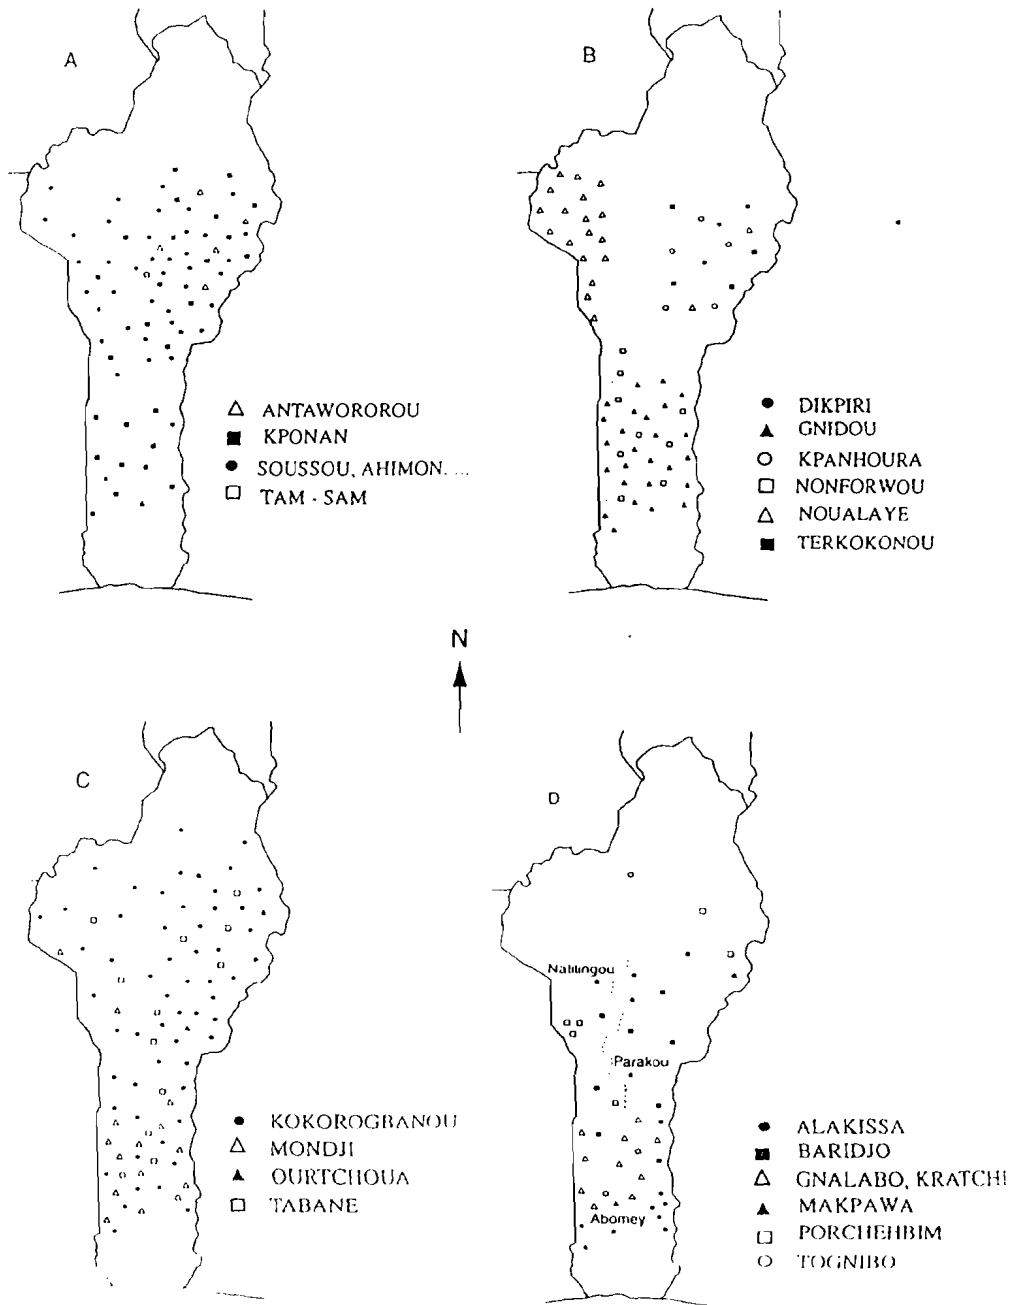 A
ANTAWOROROU
KPONAN
SOUSSOU, AHIMON. ...
TAM - SAM
B
DIKPIRI
GNIDOU
KPANHOURA
NONFORWOU
NOUALAYE
TERKOKONOU
N
C
KOKOROGBANOU
MONDJI
OURTCHOUA
TABANE
D
Natitingou
Parakou
Abomey
ALAKISSA
BARIDJO
GNALABO, KRATCHI
MAKPAWA
PORCHEHBIM
TOGNIBO